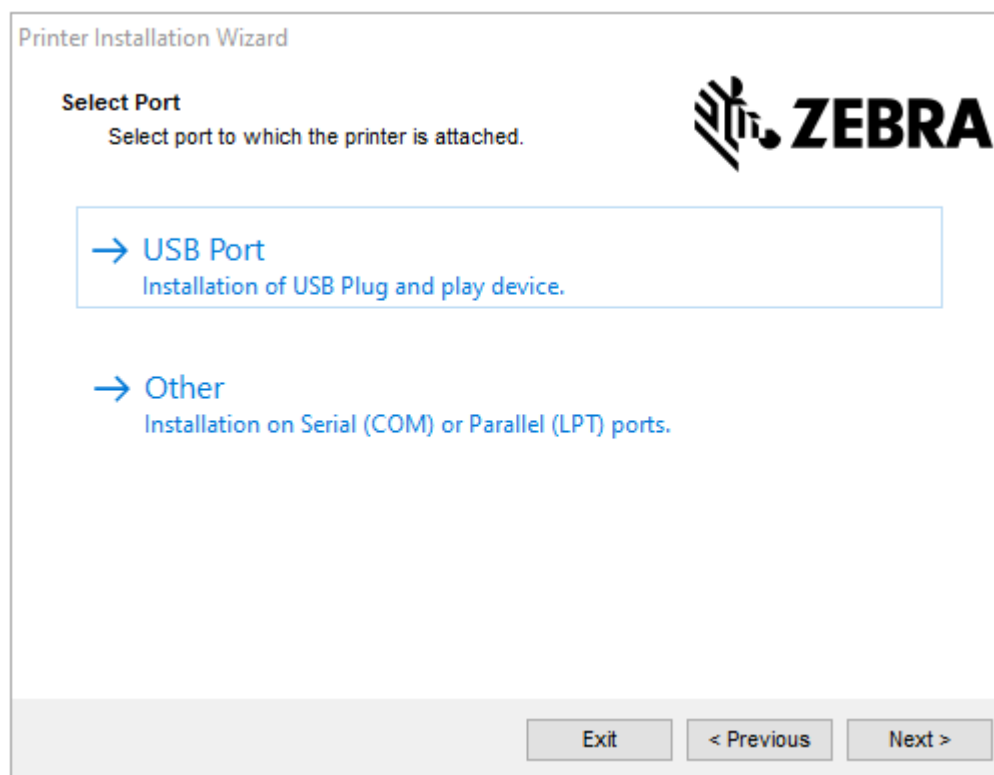 Printer Installation Wizard
Select Port
Select port to which the printer is attached.
ZEBRA
→ USB Port
Installation of USB Plug and play device.
→ Other
Installation on Serial (COM) or Parallel (LPT) ports.
Exit
< Previous
Next >